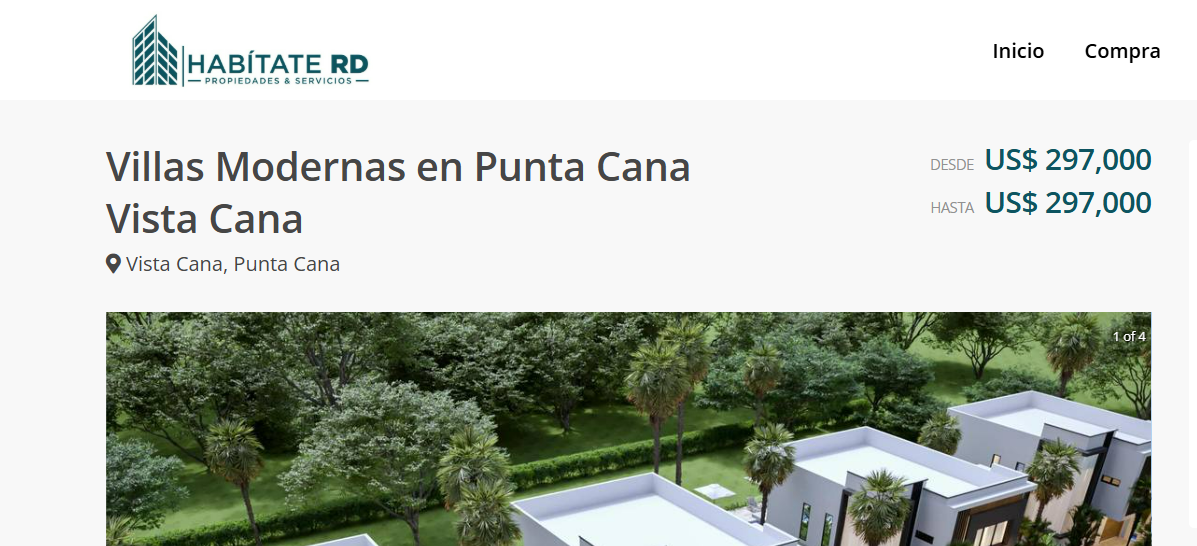 HABÍTATE RD
PROPIEDADES & SERVICIOS
Inicio Compra
Villas Modernas en Punta Cana
Vista Cana
DESDE US$ 297,000
HASTA US$ 297,000
Vista Cana, Punta Cana
1 of 4